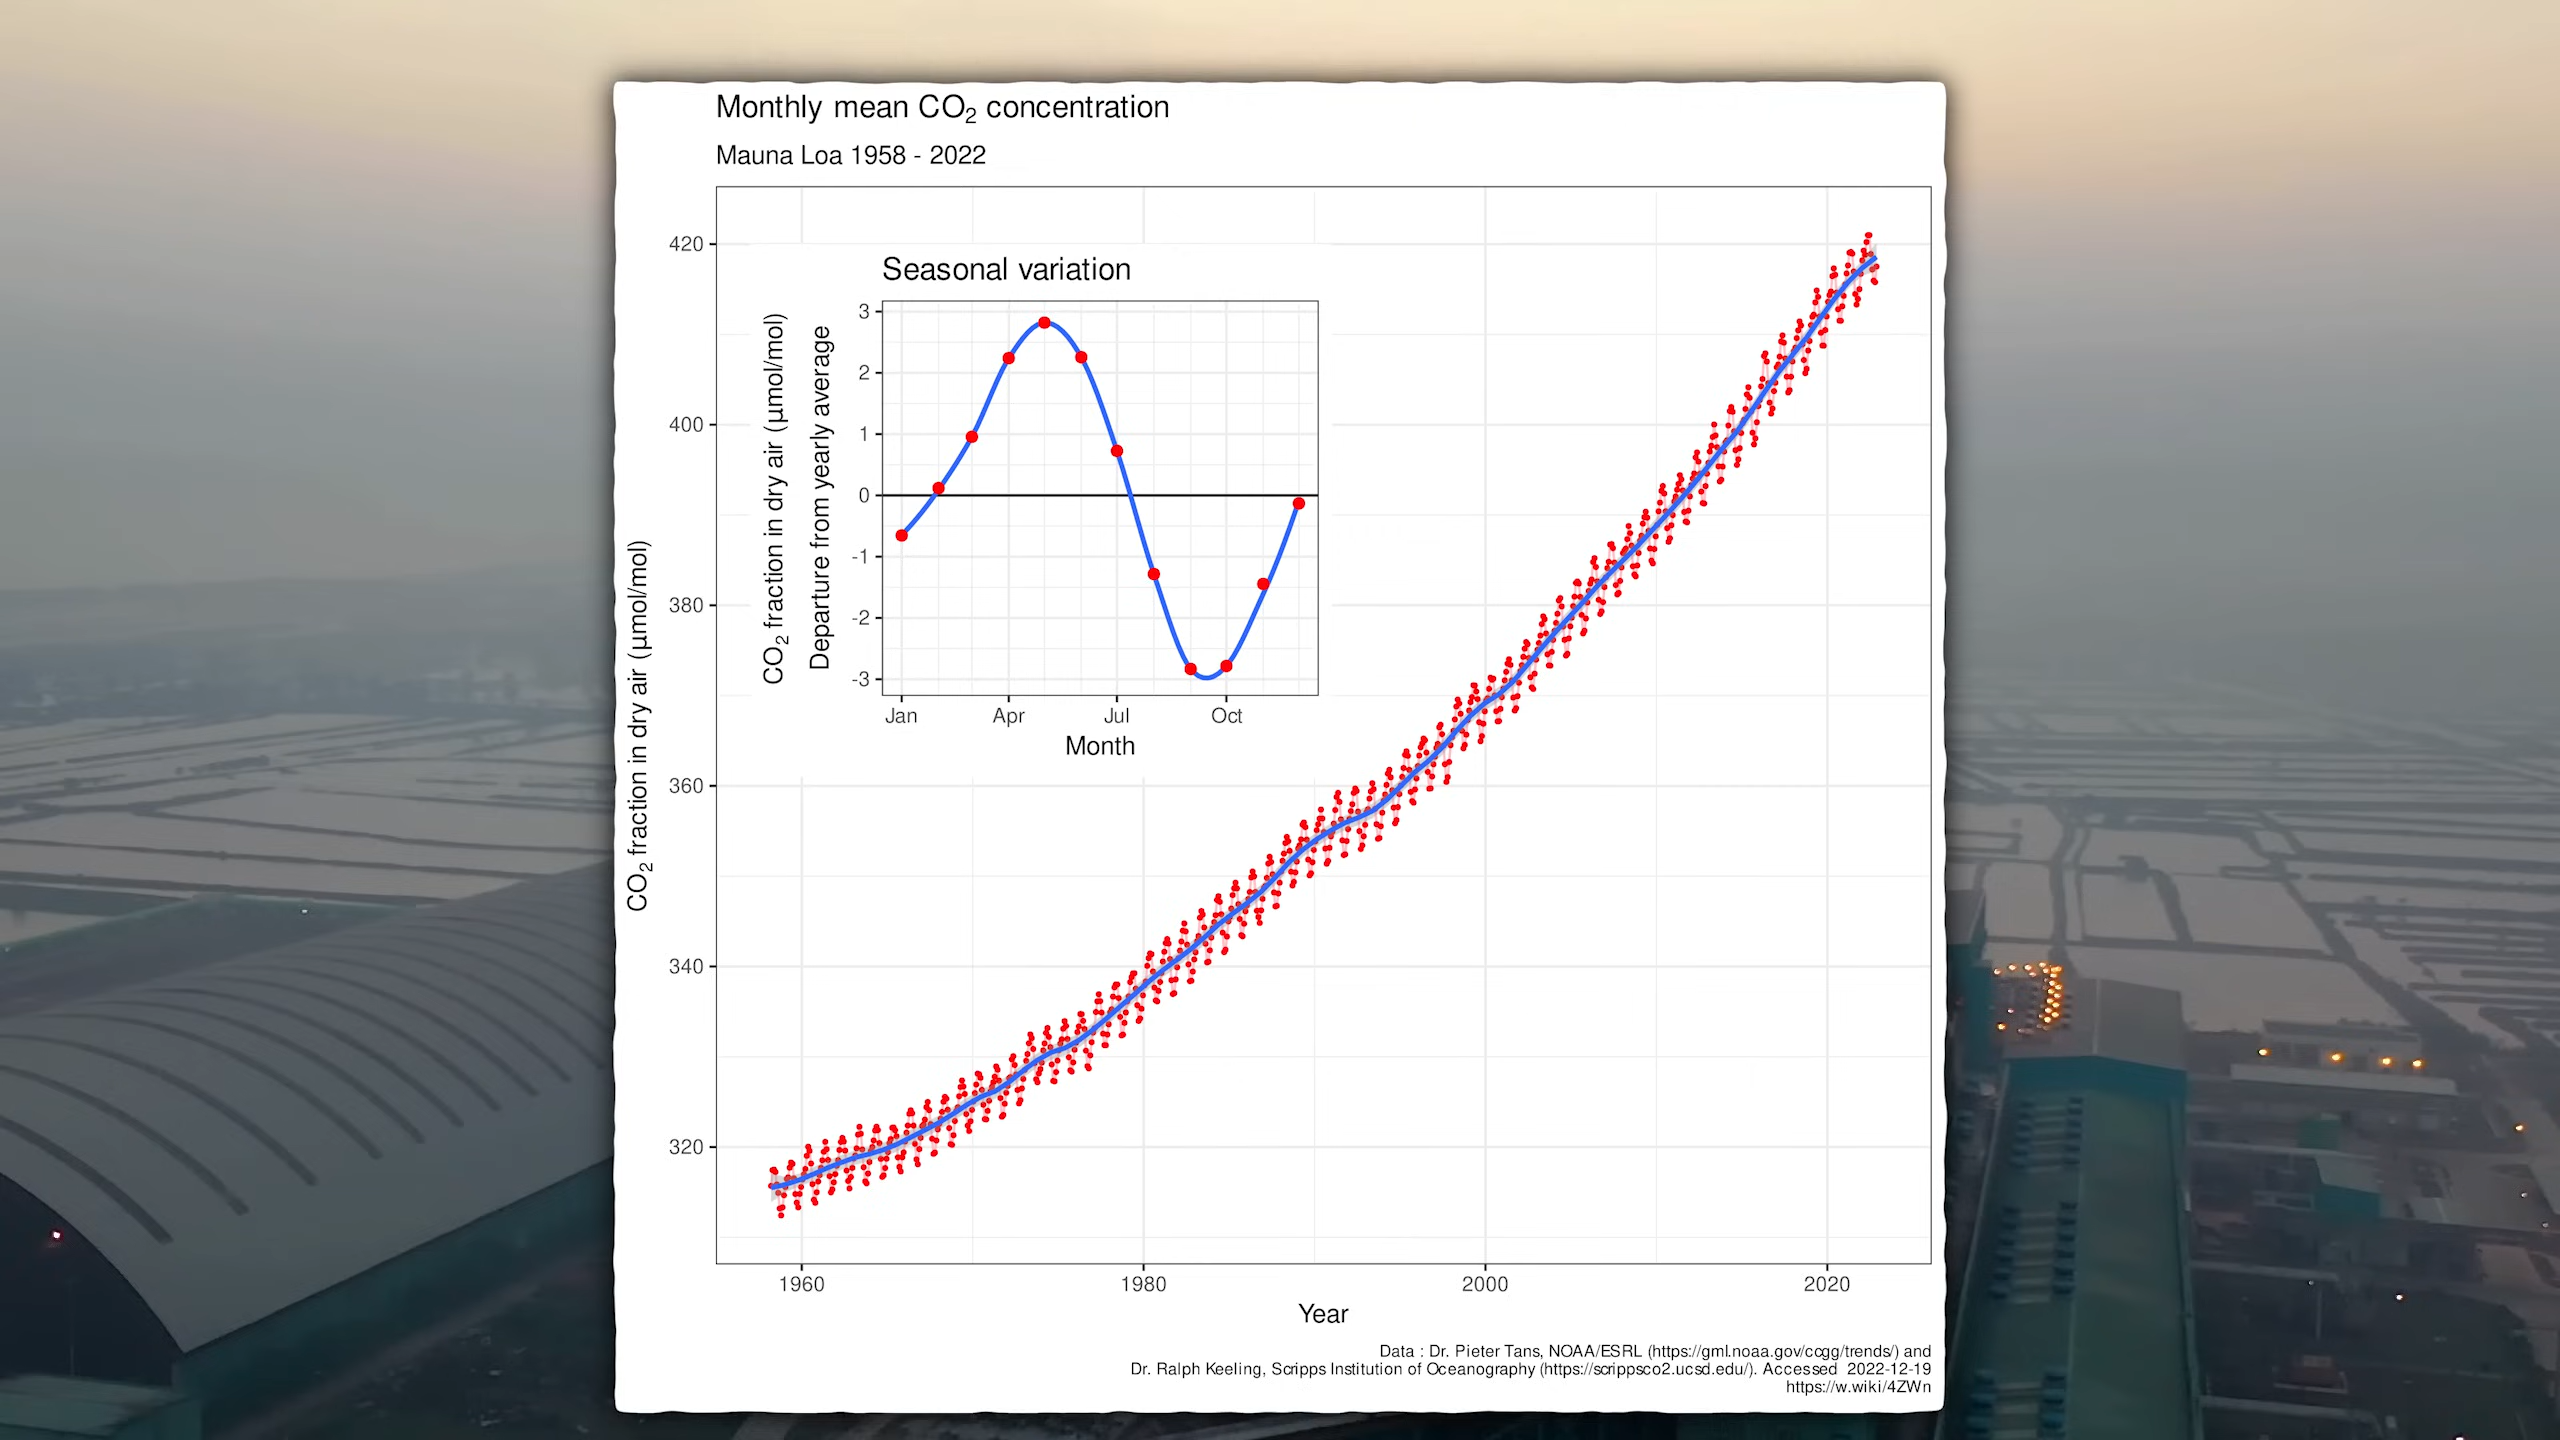 Monthly mean CO₂ concentration
Mauna Loa 1958 - 2022
CO₂ fraction in dry air (μmol/mol)
420
400
380
360
340
320
Seasonal variation
CO₂ fraction in dry air (μmol/mol)
Departure from yearly average
3
2
1
0
-1
-2
-3
Jan Apr Jul Oct
Month
1960 1980 2000 2020
Year
Data : Dr. Pieter Tans, NOAA/ESRL (https://gml.noaa.gov/ccgg/trends/) and
Dr. Ralph Keeling, Scripps Institution of Oceanography (https://scrippsco2.ucsd.edu/). Accessed 2022-12-19
https://w.wiki/4ZWn